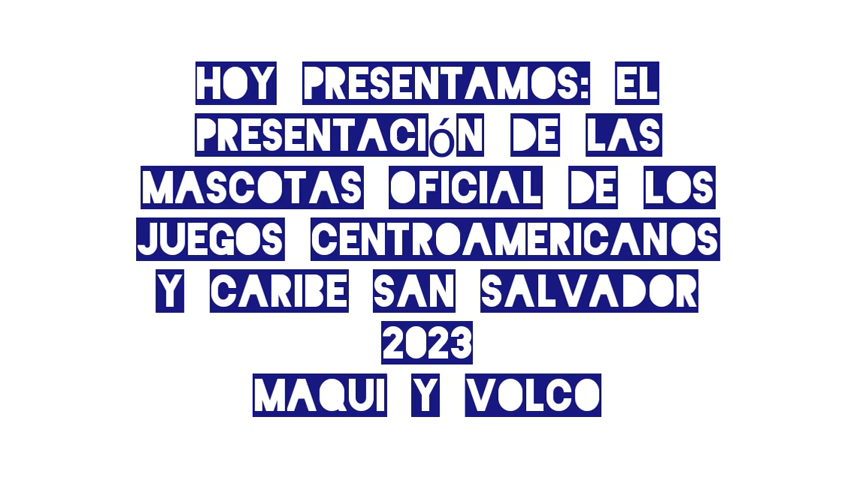 HOY PRESENTAMOS: EL
PRESENTACIÓN DE LAS
MASCOTAS OFICIAL DE LOS
JUEGOS CENTROAMERICANOS
Y CARIBE SAN SALVADOR
2023
MAQUI Y VOLCO